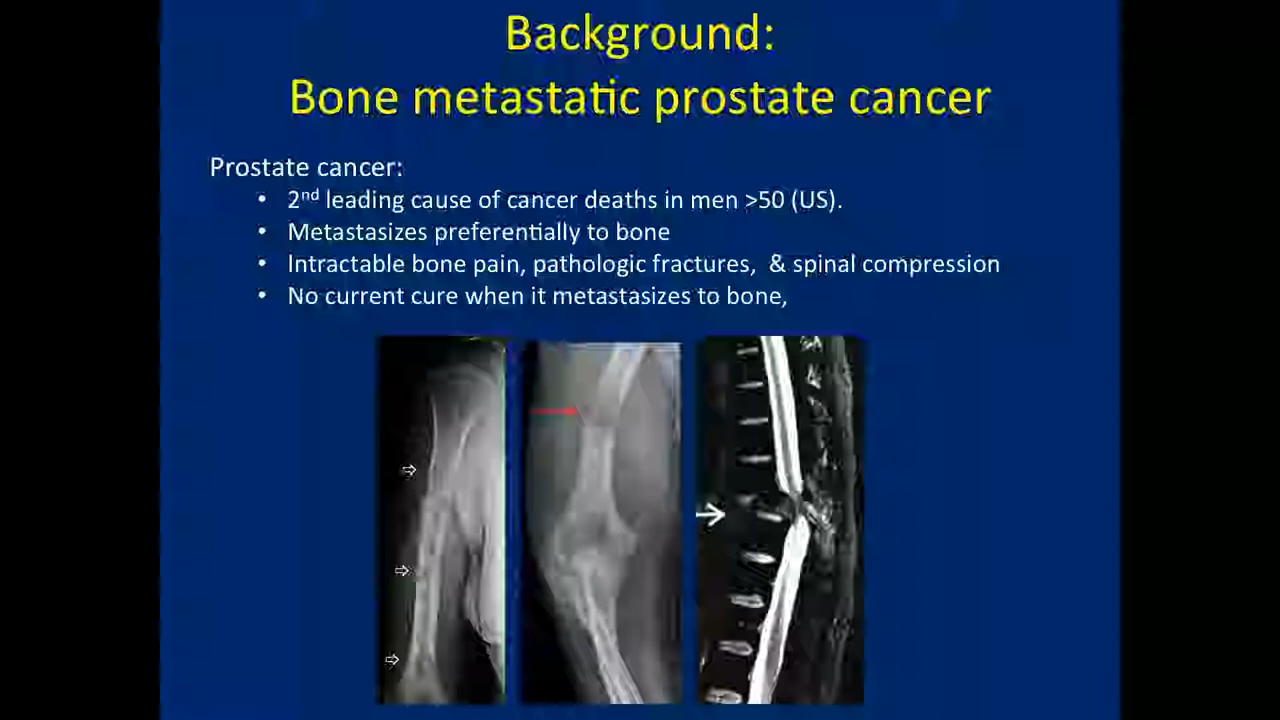 Background:
Bone metastatic prostate cancer
Prostate cancer:
• 2nd leading cause of cancer deaths in men >50 (US).
• Metastasizes preferentially to bone
• Intractable bone pain, pathologic fractures,  & spinal compression
• No current cure when it metastasizes to bone,